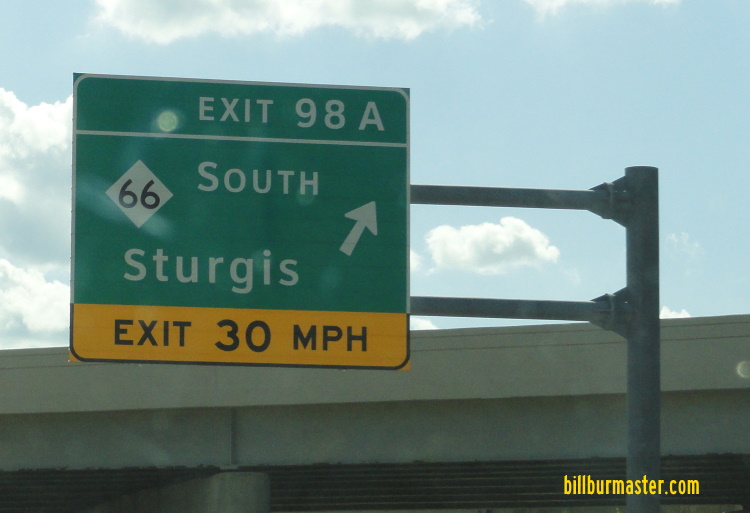 EXIT 98 A
66 SOUTH
Sturgis
EXIT 30 MPH
billburmaster.com